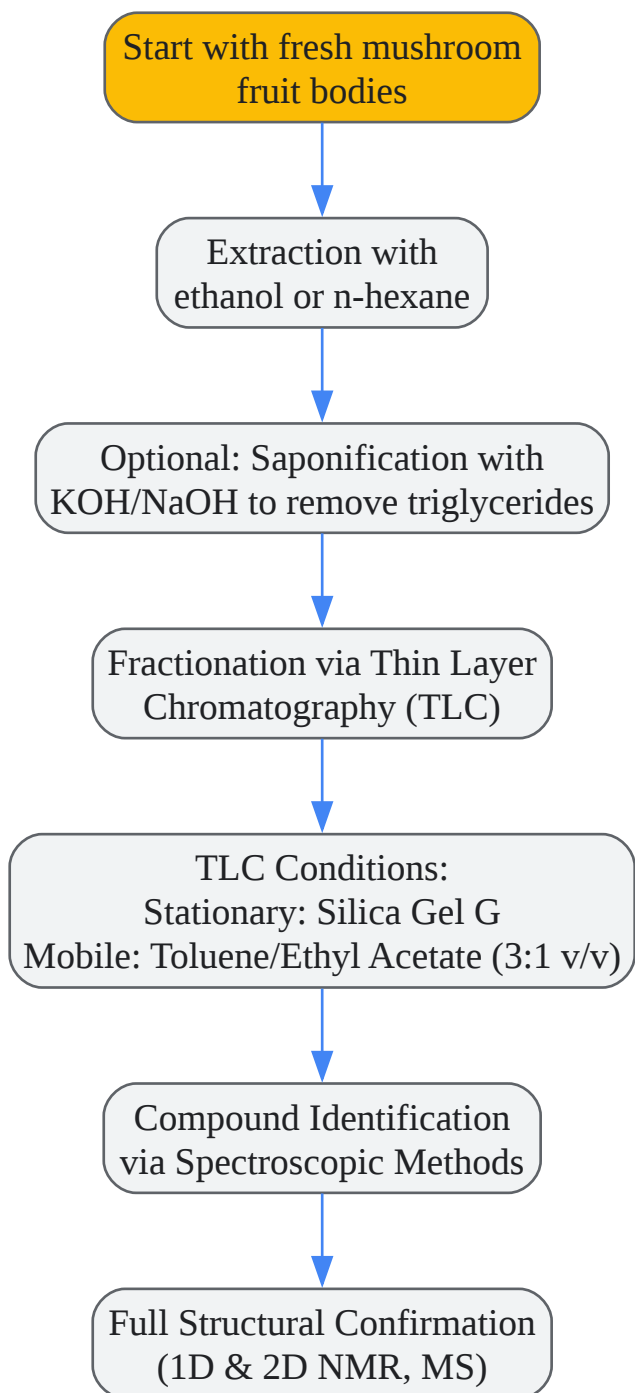 Start with fresh mushroom
fruit bodies
Extraction with
ethanol or n-hexane
Optional: Saponification with
KOH/NaOH to remove triglycerides
Fractionation via Thin Layer
Chromatography (TLC)
TLC Conditions:
Stationary: Silica Gel G
Mobile: Toluene/Ethyl Acetate (3:1 v/v)
Compound Identification
via Spectroscopic Methods
Full Structural Confirmation
(1D & 2D NMR, MS)